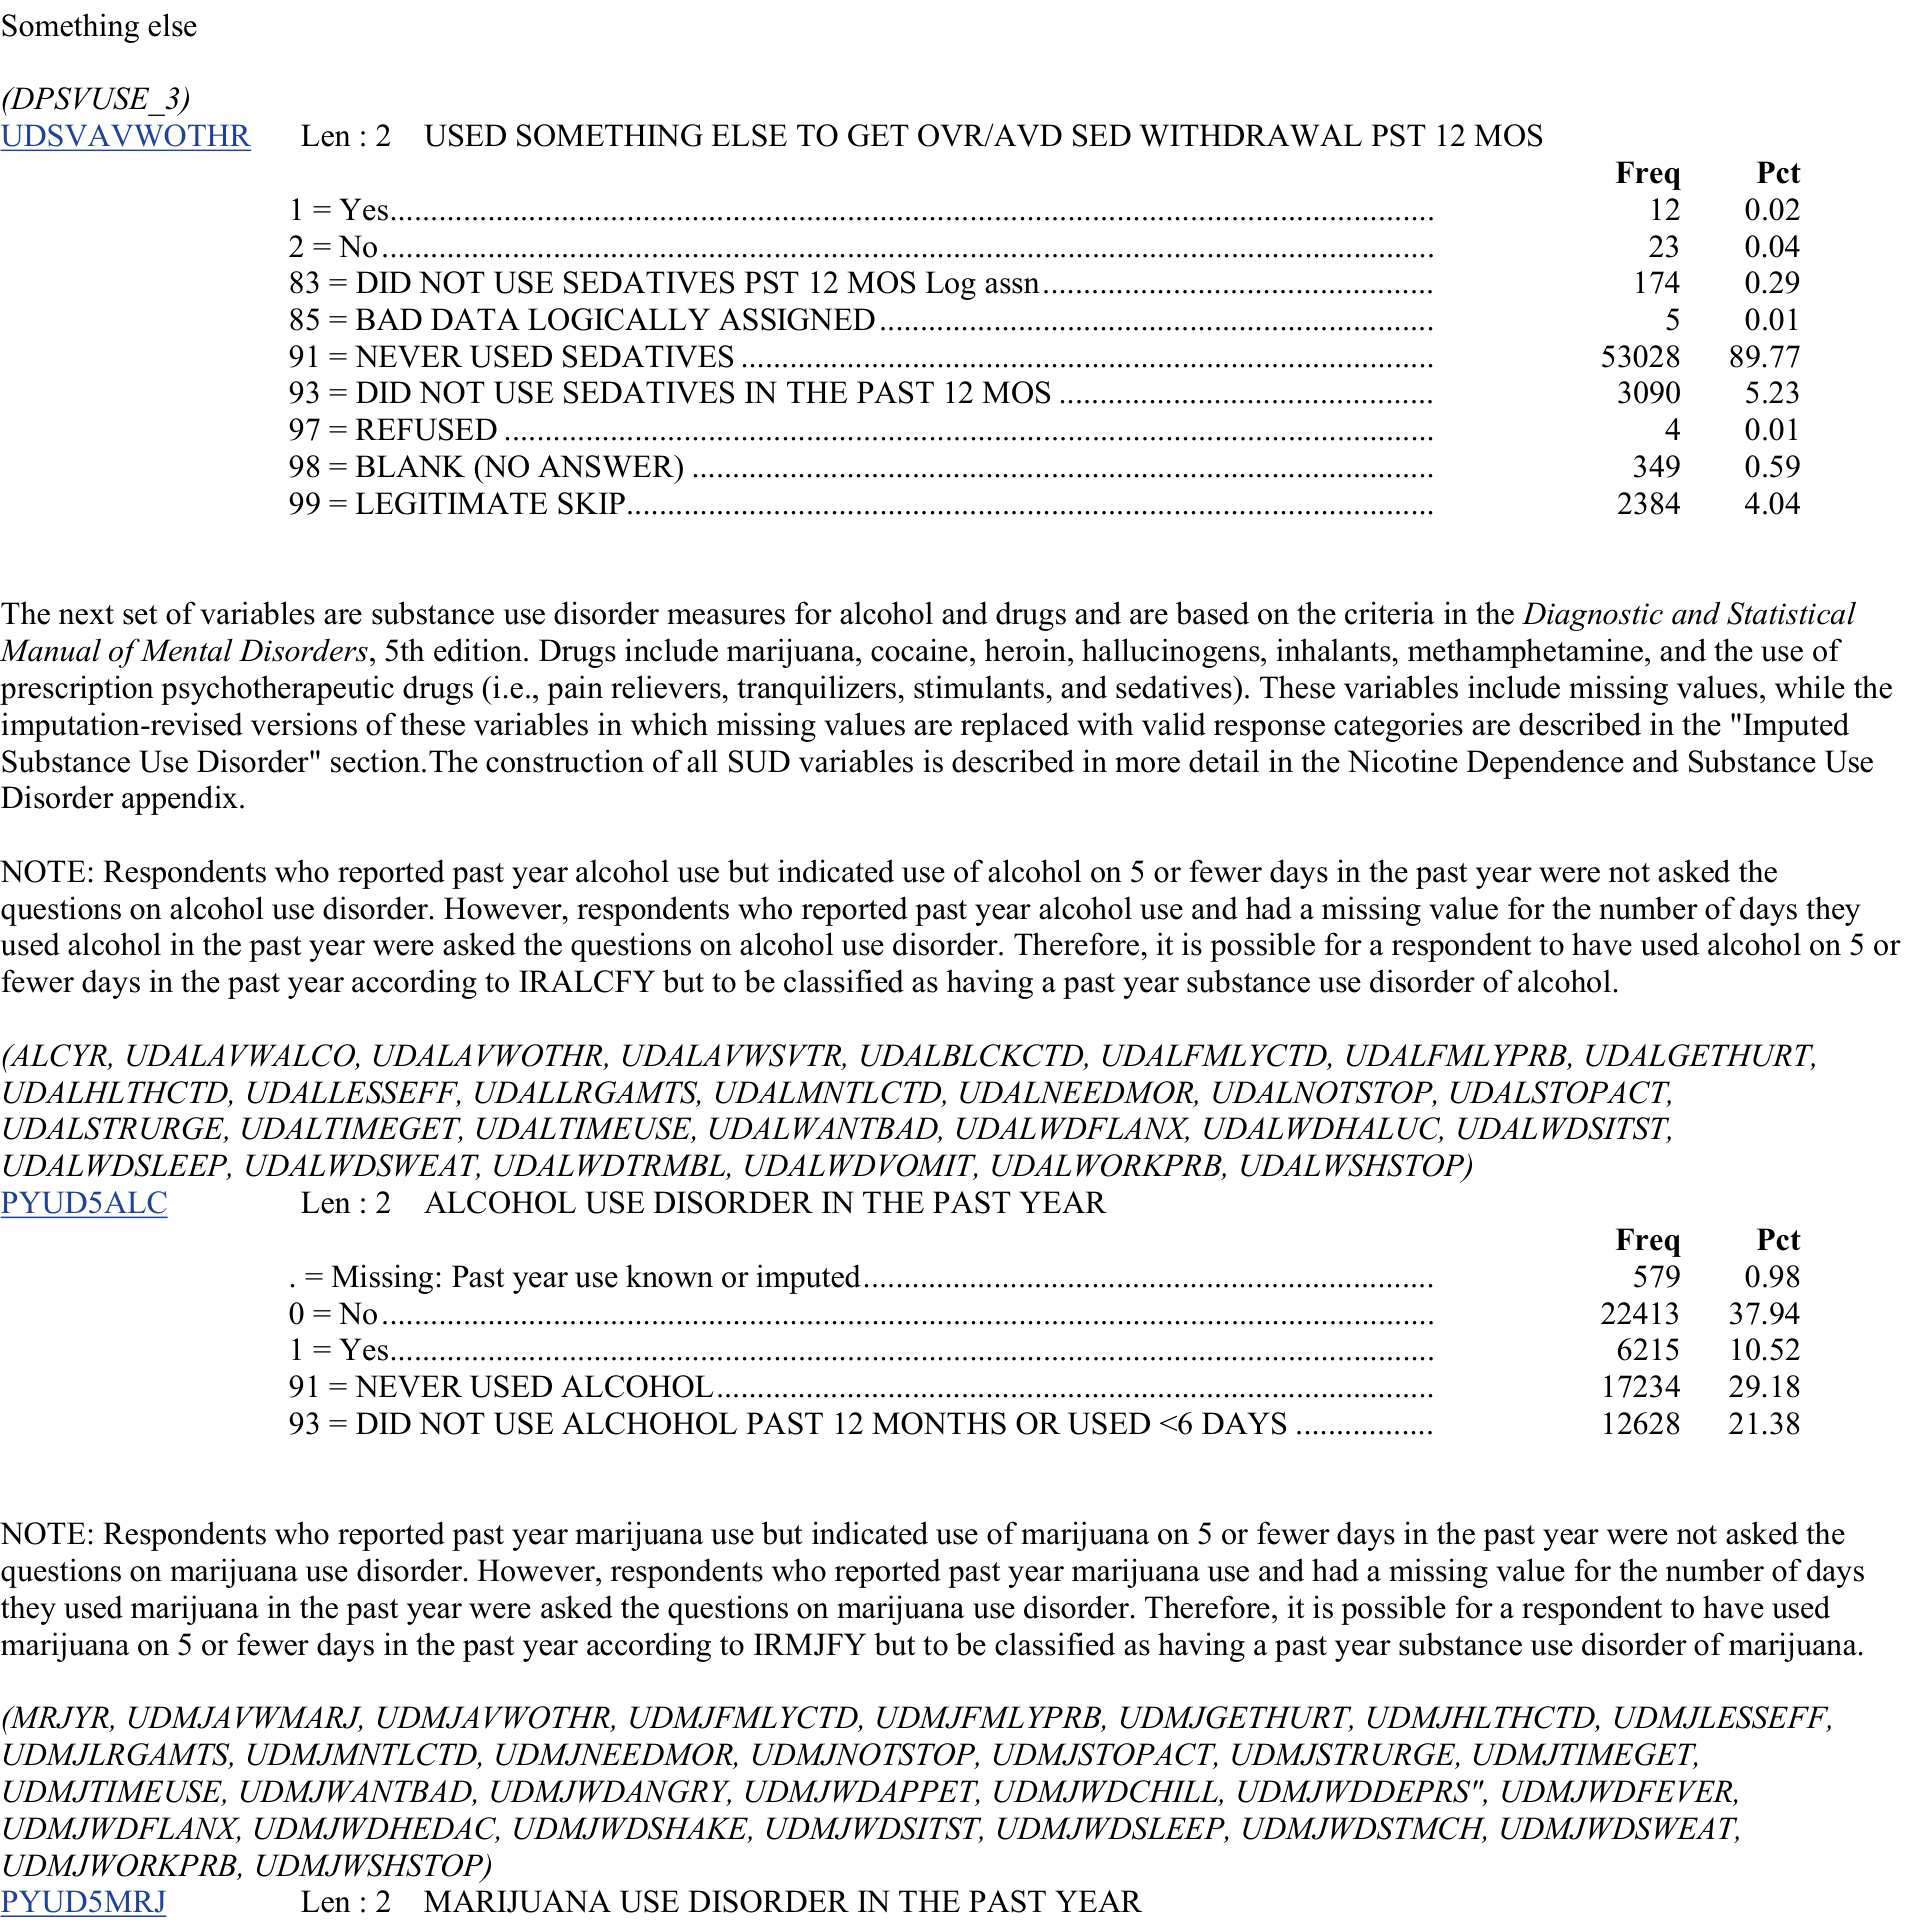 Something else
(DPSVUSE_3)
UDSVAVWOTHR Len : 2 USED SOMETHING ELSE TO GET OVR/AVD SED WITHDRAWAL PST 12 MOS
Freq Pct
1 = Yes.......... 12 0.02
2 = No.......... 23 0.04
83 = DID NOT USE SEDATIVES PST 12 MOS Log assn.......... 174 0.29
85 = BAD DATA LOGICALLY ASSIGNED.......... 5 0.01
91 = NEVER USED SEDATIVES .......... 53028 89.77
93 = DID NOT USE SEDATIVES IN THE PAST 12 MOS .......... 3090 5.23
97 = REFUSED .......... 4 0.01
98 = BLANK (NO ANSWER) .......... 349 0.59
99 = LEGITIMATE SKIP.......... 2384 4.04
The next set of variables are substance use disorder measures for alcohol and drugs and are based on the criteria in the Diagnostic and Statistical
Manual of Mental Disorders, 5th edition. Drugs include marijuana, cocaine, heroin, hallucinogens, inhalants, methamphetamine, and the use of
prescription psychotherapeutic drugs (i.e., pain relievers, tranquilizers, stimulants, and sedatives). These variables include missing values, while the
imputation-revised versions of these variables in which missing values are replaced with valid response categories are described in the "Imputed
Substance Use Disorder" section.The construction of all SUD variables is described in more detail in the Nicotine Dependence and Substance Use
Disorder appendix.
NOTE: Respondents who reported past year alcohol use but indicated use of alcohol on 5 or fewer days in the past year were not asked the
questions on alcohol use disorder. However, respondents who reported past year alcohol use and had a missing value for the number of days they
used alcohol in the past year were asked the questions on alcohol use disorder. Therefore, it is possible for a respondent to have used alcohol on 5 or
fewer days in the past year according to IRALCFY but to be classified as having a past year substance use disorder of alcohol.
(ALCYR, UDALAVWALCO, UDALAVWOTHR, UDALAVWSVTR, UDALBLCKCTD, UDALFMLYCTD, UDALFMLYPRB, UDALGETHURT,
UDALHLTHCTD, UDALLESSEFF, UDALLRGAMTS, UDALMNTLCTD, UDALNEEDMOR, UDALNOTSTOP, UDALSTOPACT,
UDALSTRURGE, UDALTIMEGET, UDALTIMEUSE, UDALWANTBAD, UDALWDFLANX, UDALWDHALUC, UDALWDSITST,
UDALWDSLEEP, UDALWDSWEAT, UDALWDTRMBL, UDALWDVOMIT, UDALWORKPRB, UDALWSHSTOP)
PYUD5ALC Len : 2 ALCOHOL USE DISORDER IN THE PAST YEAR
Freq Pct
. = Missing: Past year use known or imputed.......... 579 0.98
0 = No.......... 22413 37.94
1 = Yes.......... 6215 10.52
91 = NEVER USED ALCOHOL.......... 17234 29.18
93 = DID NOT USE ALCHOHOL PAST 12 MONTHS OR USED <6 DAYS .......... 12628 21.38
NOTE: Respondents who reported past year marijuana use but indicated use of marijuana on 5 or fewer days in the past year were not asked the
questions on marijuana use disorder. However, respondents who reported past year marijuana use and had a missing value for the number of days
they used marijuana in the past year were asked the questions on marijuana use disorder. Therefore, it is possible for a respondent to have used
marijuana on 5 or fewer days in the past year according to IRMJFY but to be classified as having a past year substance use disorder of marijuana.
(MRJYR, UDMJAVWMARJ, UDMJAVWOTHR, UDMJFMLYCTD, UDMJFMLYPRB, UDMJGETHURT, UDMJHLTHCTD, UDMJLESSEFF,
UDMJLRGAMTS, UDMJMNTLCTD, UDMJNEEDMOR, UDMJNOTSTOP, UDMJSTOPACT, UDMJSTRURGE, UDMJTIMEGET,
UDMJTIMEUSE, UDMJWANTBAD, UDMJWDANGRY, UDMJWDAPPET, UDMJWDCHILL, UDMJWDDEPRS", UDMJWDFEVER,
UDMJWDFLANX, UDMJWDHEDAC, UDMJWDSHAKE, UDMJWDSITST, UDMJWDSLEEP, UDMJWDSTMCH, UDMJWDSWEAT,
UDMJWORKPRB, UDMJWSHSTOP)
PYUD5MRJ Len : 2 MARIJUANA USE DISORDER IN THE PAST YEAR